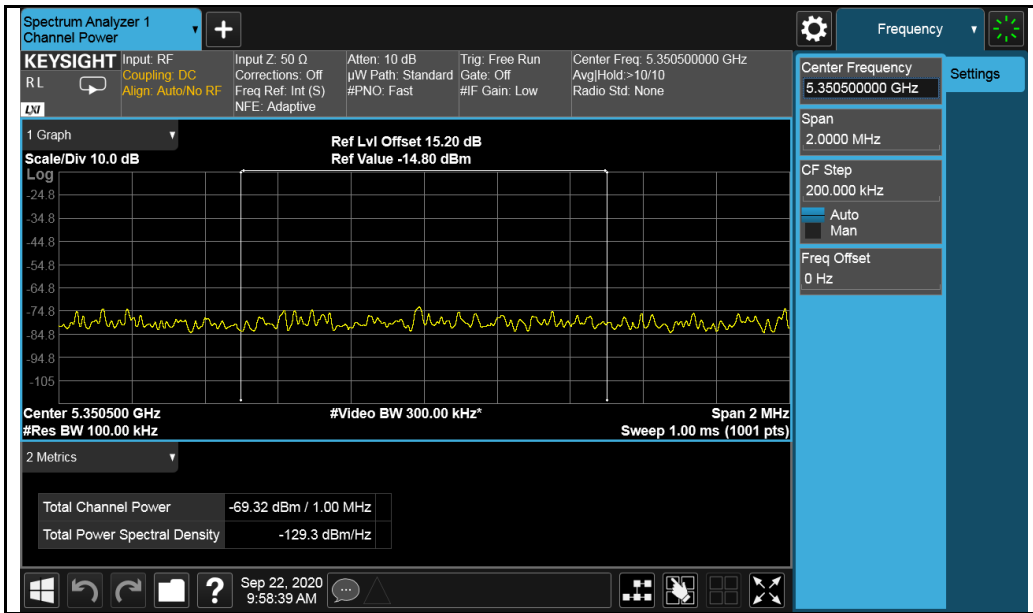 Spectrum Analyzer 1
Channel Power
+
Frequency
KEYSIGHT
R L
LXI
Input: RF
Coupling: DC
Align: Auto/No RF
Input Z: 50 Ω
Corrections: Off
Freq Ref: Int (S)
NFE: Adaptive
Atten: 10 dB
µW Path: Standard
#PNO: Fast
Trig: Free Run
Gate: Off
#IF Gain: Low
Center Freq: 5.350500000 GHz
Avg|Hold:>10/10
Radio Std: None
Center Frequency
5.350500000 GHz
Settings
Span
2.0000 MHz
CF Step
200.000 kHz
Auto
Man
Freq Offset
0 Hz
1 Graph
Scale/Div 10.0 dB
Ref Lvl Offset 15.20 dB
Ref Value -14.80 dBm
Log
-24.8
-34.8
-44.8
-54.8
-64.8
-74.8
-84.8
-94.8
-105
Center 5.350500 GHz
#Video BW 300.00 kHz*
Span 2 MHz
#Res BW 100.00 kHz
Sweep 1.00 ms (1001 pts)
2 Metrics
Total Channel Power -69.32 dBm / 1.00 MHz
Total Power Spectral Density -129.3 dBm/Hz
?
Sep 22, 2020
9:58:39 AM